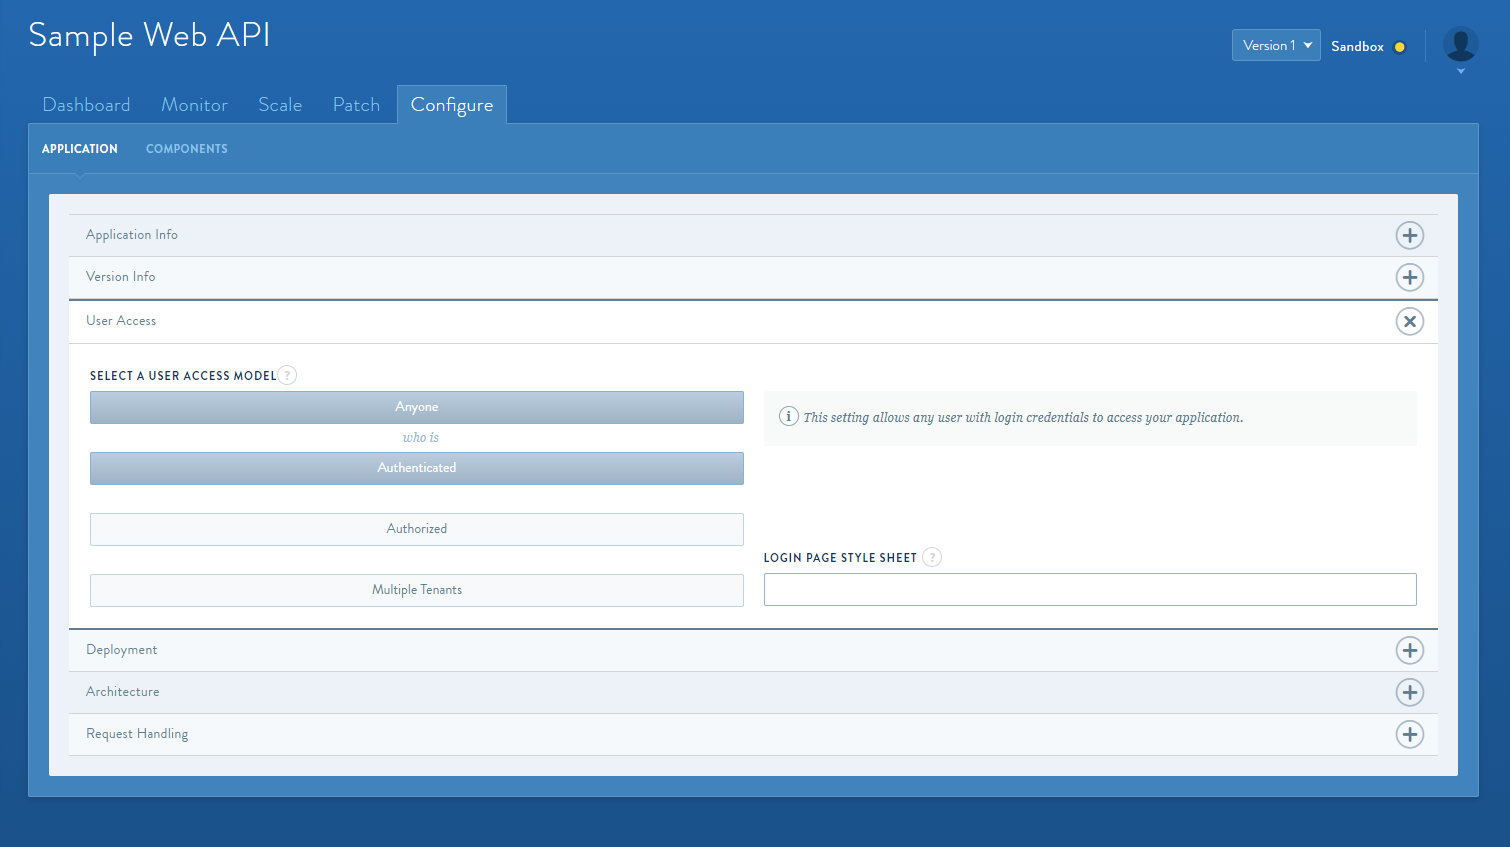 Sample Web API
Version 1
Sandbox
Dashboard
Monitor
Scale
Patch
Configure
APPLICATION
COMPONENTS
Application Info
Version Info
User Access
SELECT A USER ACCESS MODEL ?
Anyone
who is
Authenticated
Authorized
Multiple Tenants
i This setting allows any user with login credentials to access your application.
LOGIN PAGE STYLE SHEET ?
Deployment
Architecture
Request Handling